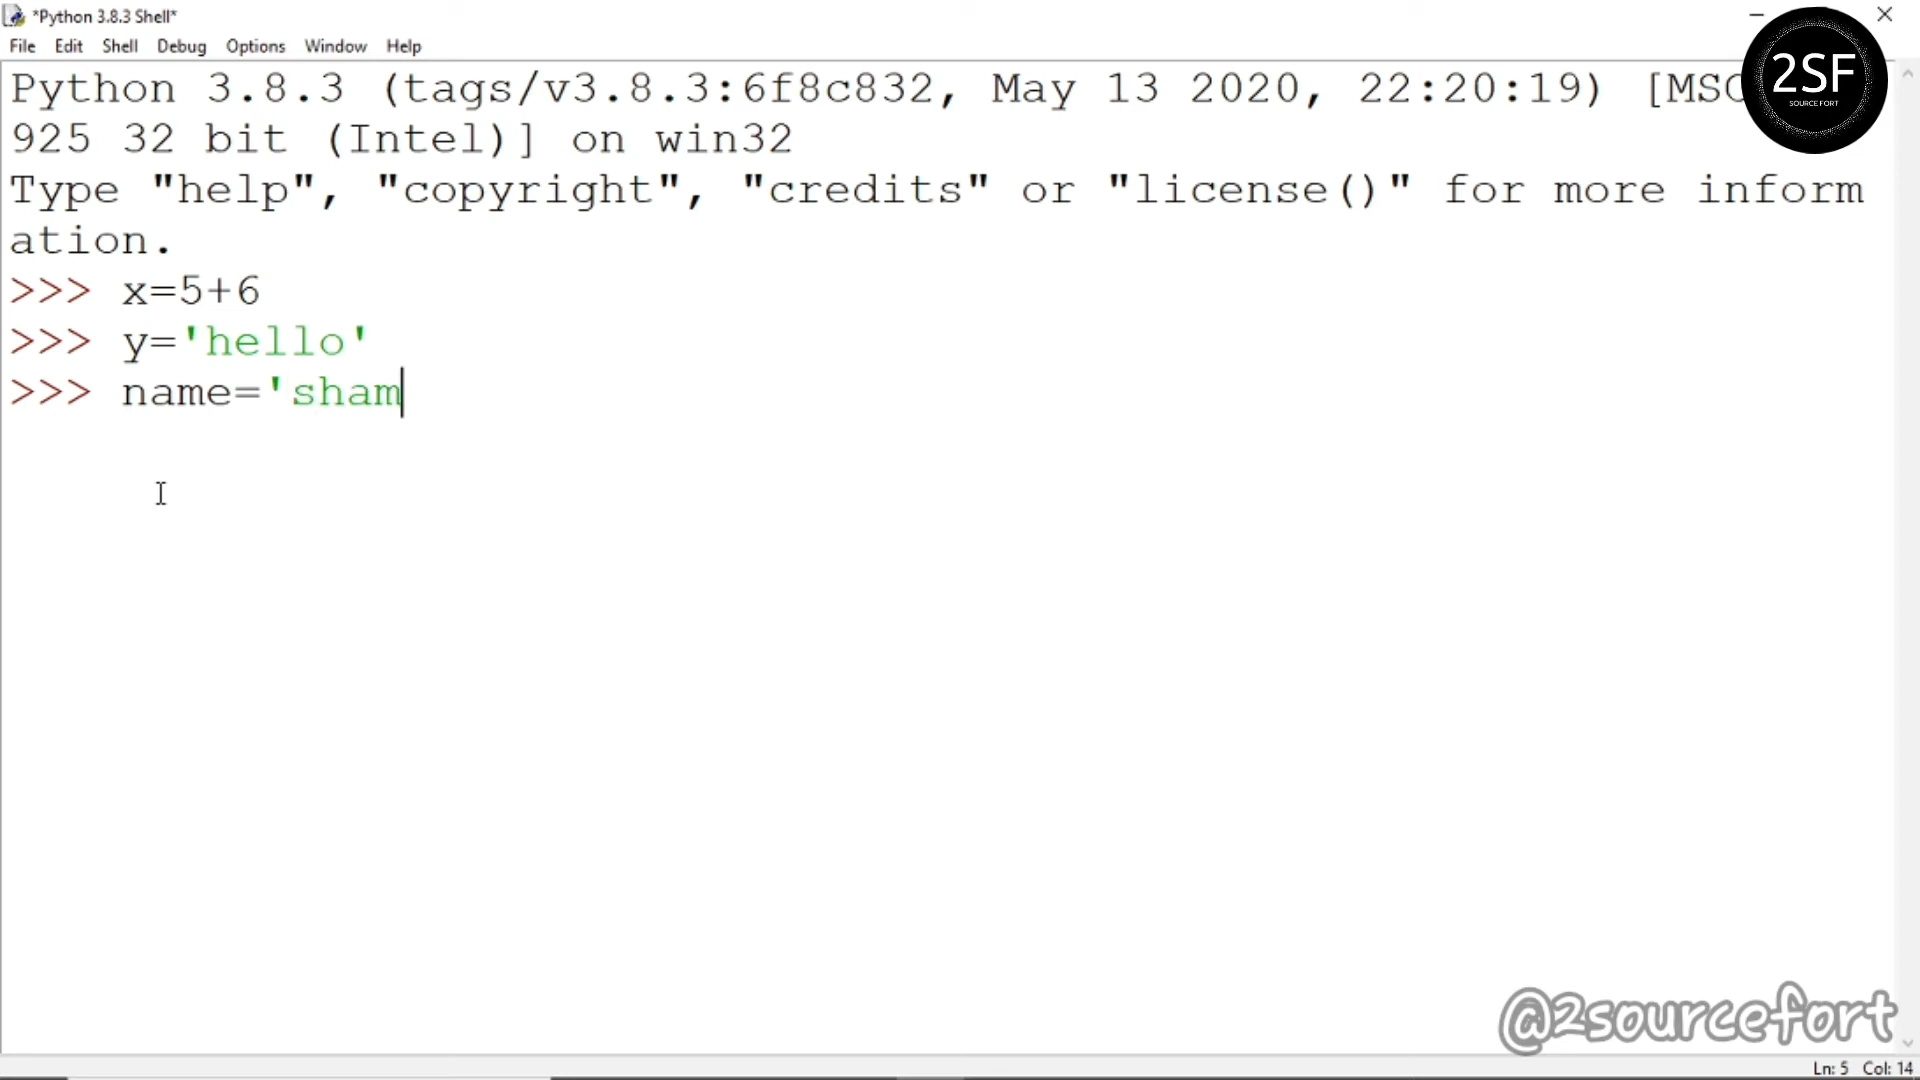 *Python 3.8.3 Shell*
File Edit Shell Debug Options Window Help
2SF
SOURCE FORT
Python 3.8.3 (tags/v3.8.3:6f8c832, May 13 2020, 22:20:19) [MSC
925 32 bit (Intel)] on win32
Type "help", "copyright", "credits" or "license()" for more inform
ation.
>>> x=5+6
>>> y='hello'
>>> name='sham
@2sourcefort
Ln: 5 Col: 14